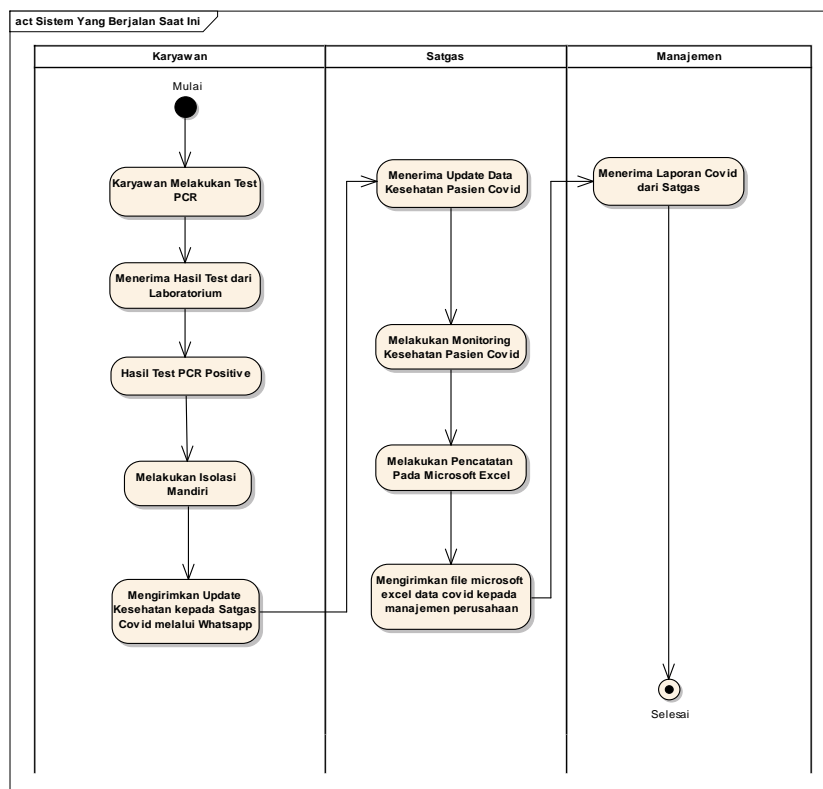 act Sistem Yang Berjalan Saat Ini
Karyawan
Satgas
Manajemen
Mulai
Karyawan Melakukan Test
PCR
Menerima Hasil Test dari
Laboratorium
Hasil Test PCR Positive
Melakukan Isolasi
Mandiri
Mengirimkan Update
Kesehatan kepada Satgas
Covid melalui Whatsapp
Menerima Update Data
Kesehatan Pasien Covid
Melakukan Monitoring
Kesehatan Pasien Covid
Melakukan Pencatatan
Pada Microsoft Excel
Mengirimkan file microsoft
excel data covid kepada
manajemen perusahaan
Menerima Laporan Covid
dari Satgas
Selesai